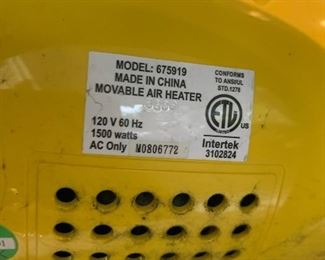 MODEL: 675919
MADE IN CHINA
MOVABLE AIR HEATER
120 V 60 Hz
1500 watts
AC Only M0806772
CONFORMS
TO ANSI/UL
STD.1278
ETL
US
Intertek
3102824